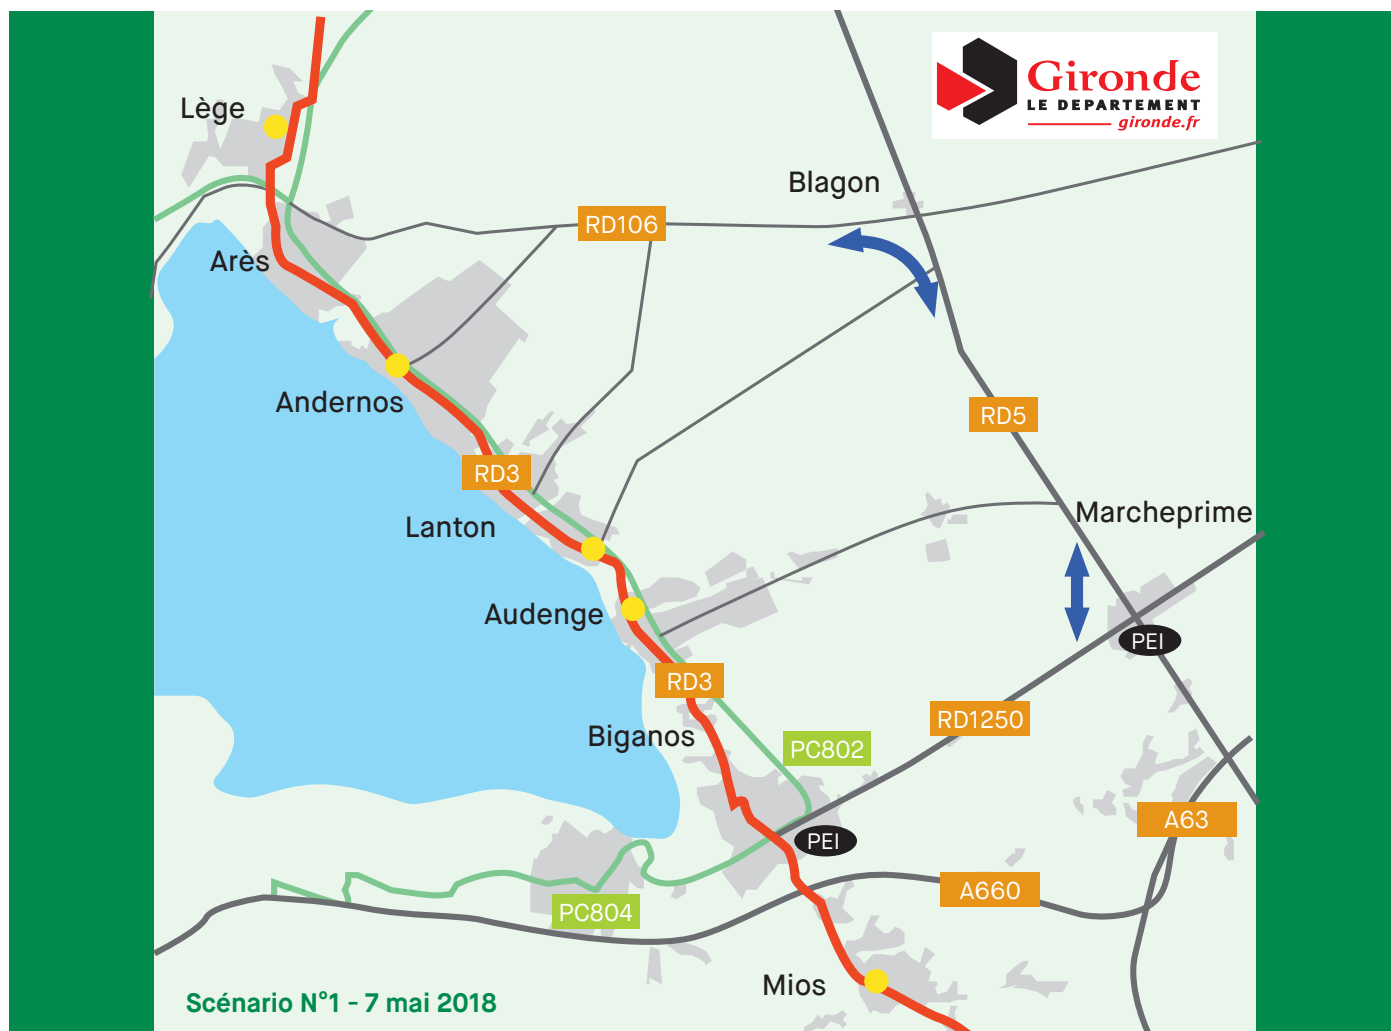 Gironde
LE DEPARTEMENT
gironde.fr
Lège
Blagon
RD106
Arès
Andernos
RD5
RD3
Lanton
Marcheprime
Audenge
PEI
RD3
RD1250
Biganos
PC802
A63
PEI
A660
PC804
Mios
Scénario N°1 - 7 mai 2018